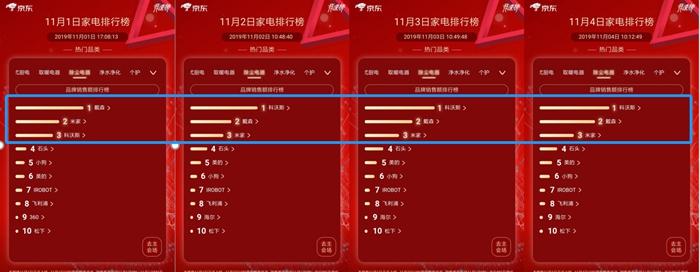 京东
11月1日家电排行榜
2019年11月01日 17:08:13
热门品类
取暖电器 除尘电器 净水净化 个护
品牌销售额排行榜
1 戴森 >
2 米家 >
3 科沃斯 >
4 石头 >
5 小狗 >
6 美的 >
7 IROBOT >
8 飞利浦 >
9 360 >
10 松下 >
去主会场
京东
11月2日家电排行榜
2019年11月02日 10:48:40
热门品类
取暖电器 除尘电器 净水净化 个护
品牌销售额排行榜
1 科沃斯 >
2 戴森 >
3 米家 >
4 石头 >
5 美的 >
6 小狗 >
7 IROBOT >
8 飞利浦 >
9 海尔 >
10 松下 >
去主会场
京东
11月3日家电排行榜
2019年11月03日 10:49:48
热门品类
取暖电器 除尘电器 净水净化 个护
品牌销售额排行榜
1 科沃斯 >
2 戴森 >
3 米家 >
4 石头 >
5 美的 >
6 小狗 >
7 IROBOT >
8 飞利浦 >
9 海尔 >
10 松下 >
去主会场
京东
11月4日家电排行榜
2019年11月04日 10:12:49
热门品类
取暖电器 除尘电器 净水净化 个护
品牌销售额排行榜
1 科沃斯 >
2 戴森 >
3 米家 >
4 石头 >
5 美的 >
6 小狗 >
7 IROBOT >
8 飞利浦 >
9 海尔 >
10 松下 >
去主会场